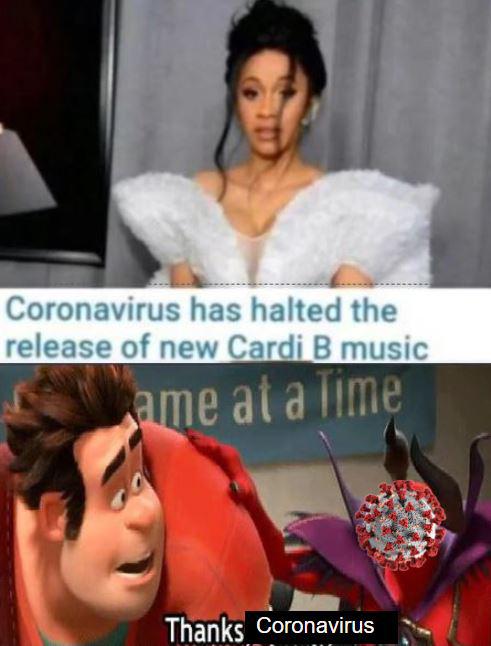 Coronavirus has halted the
release of new Cardi B music
ame at a Time
Thanks Coronavirus